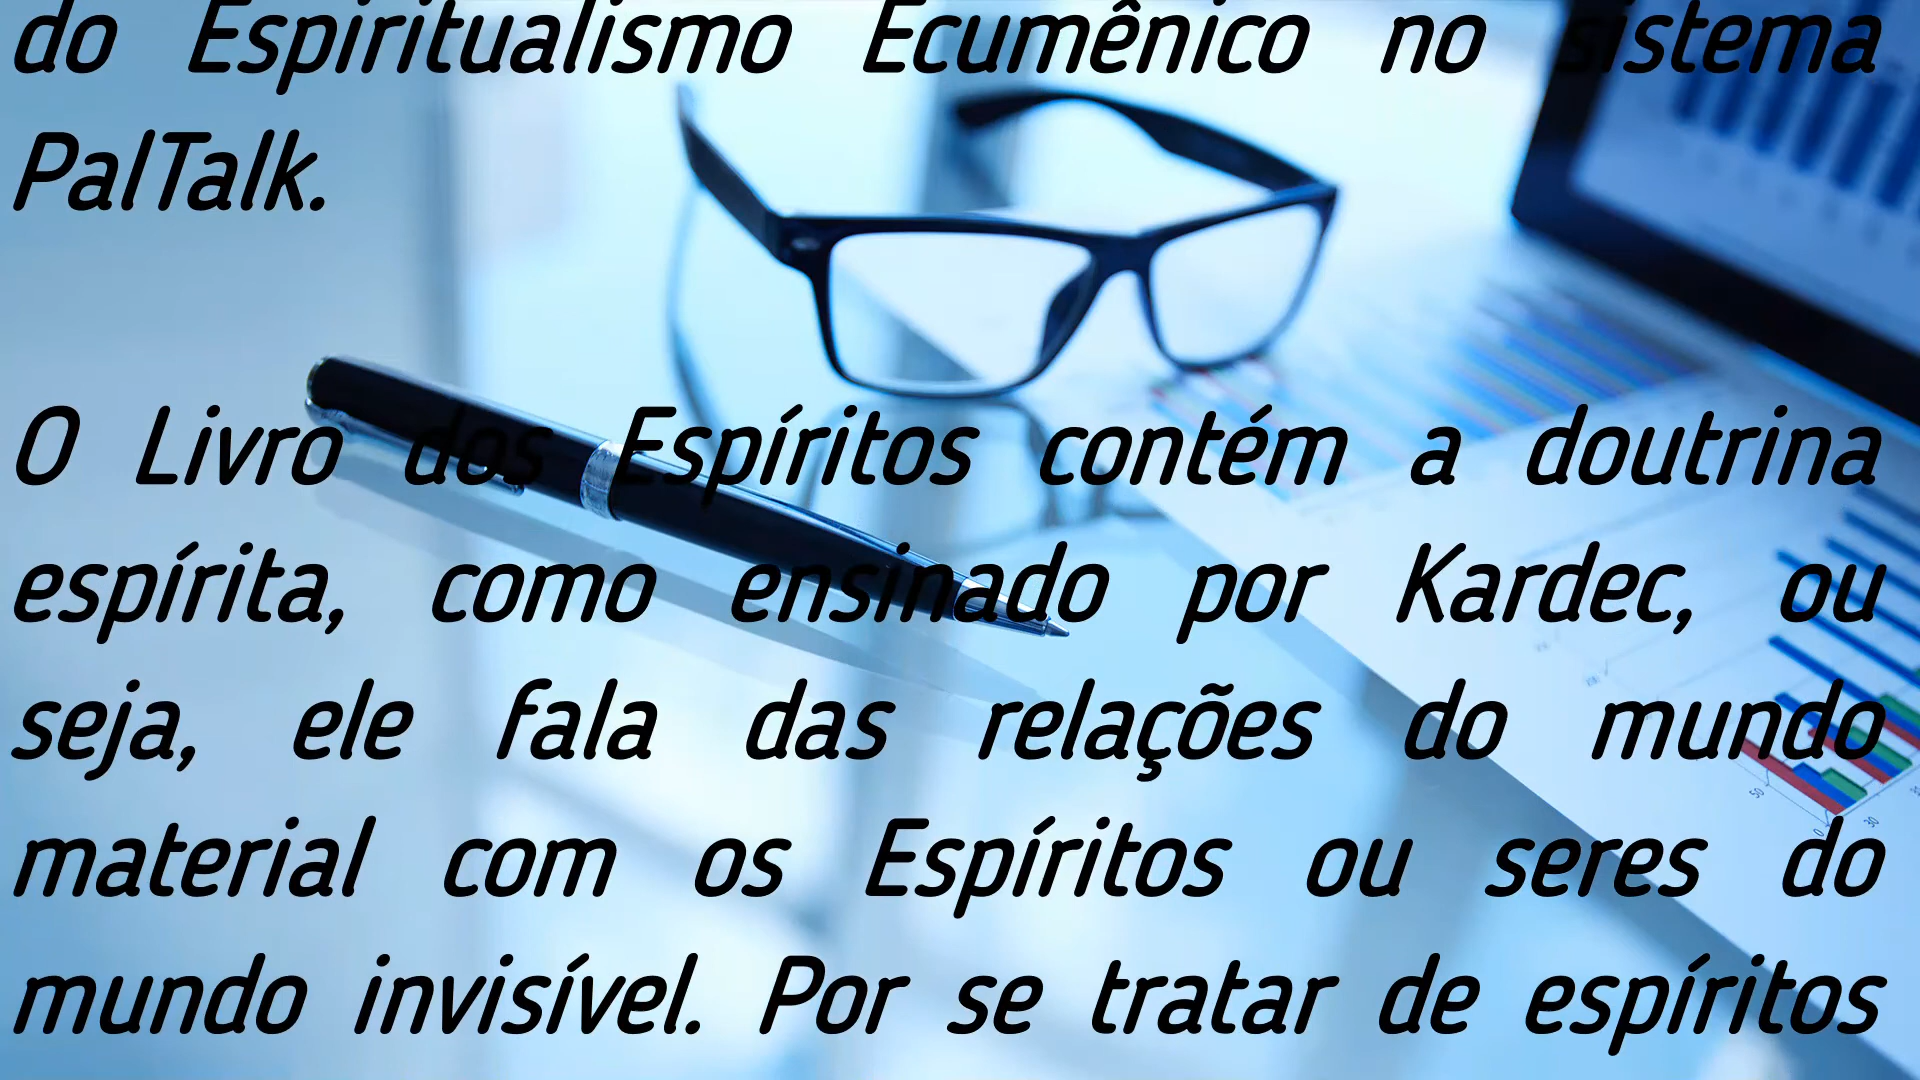 do Espiritualismo Ecumênico no sistema
PalTalk.
O Livro dos Espíritos contém a doutrina
espírita, como ensinado por Kardec, ou
seja, ele fala das relações do mundo
material com os Espíritos ou seres do
mundo invisível. Por se tratar de espíritos